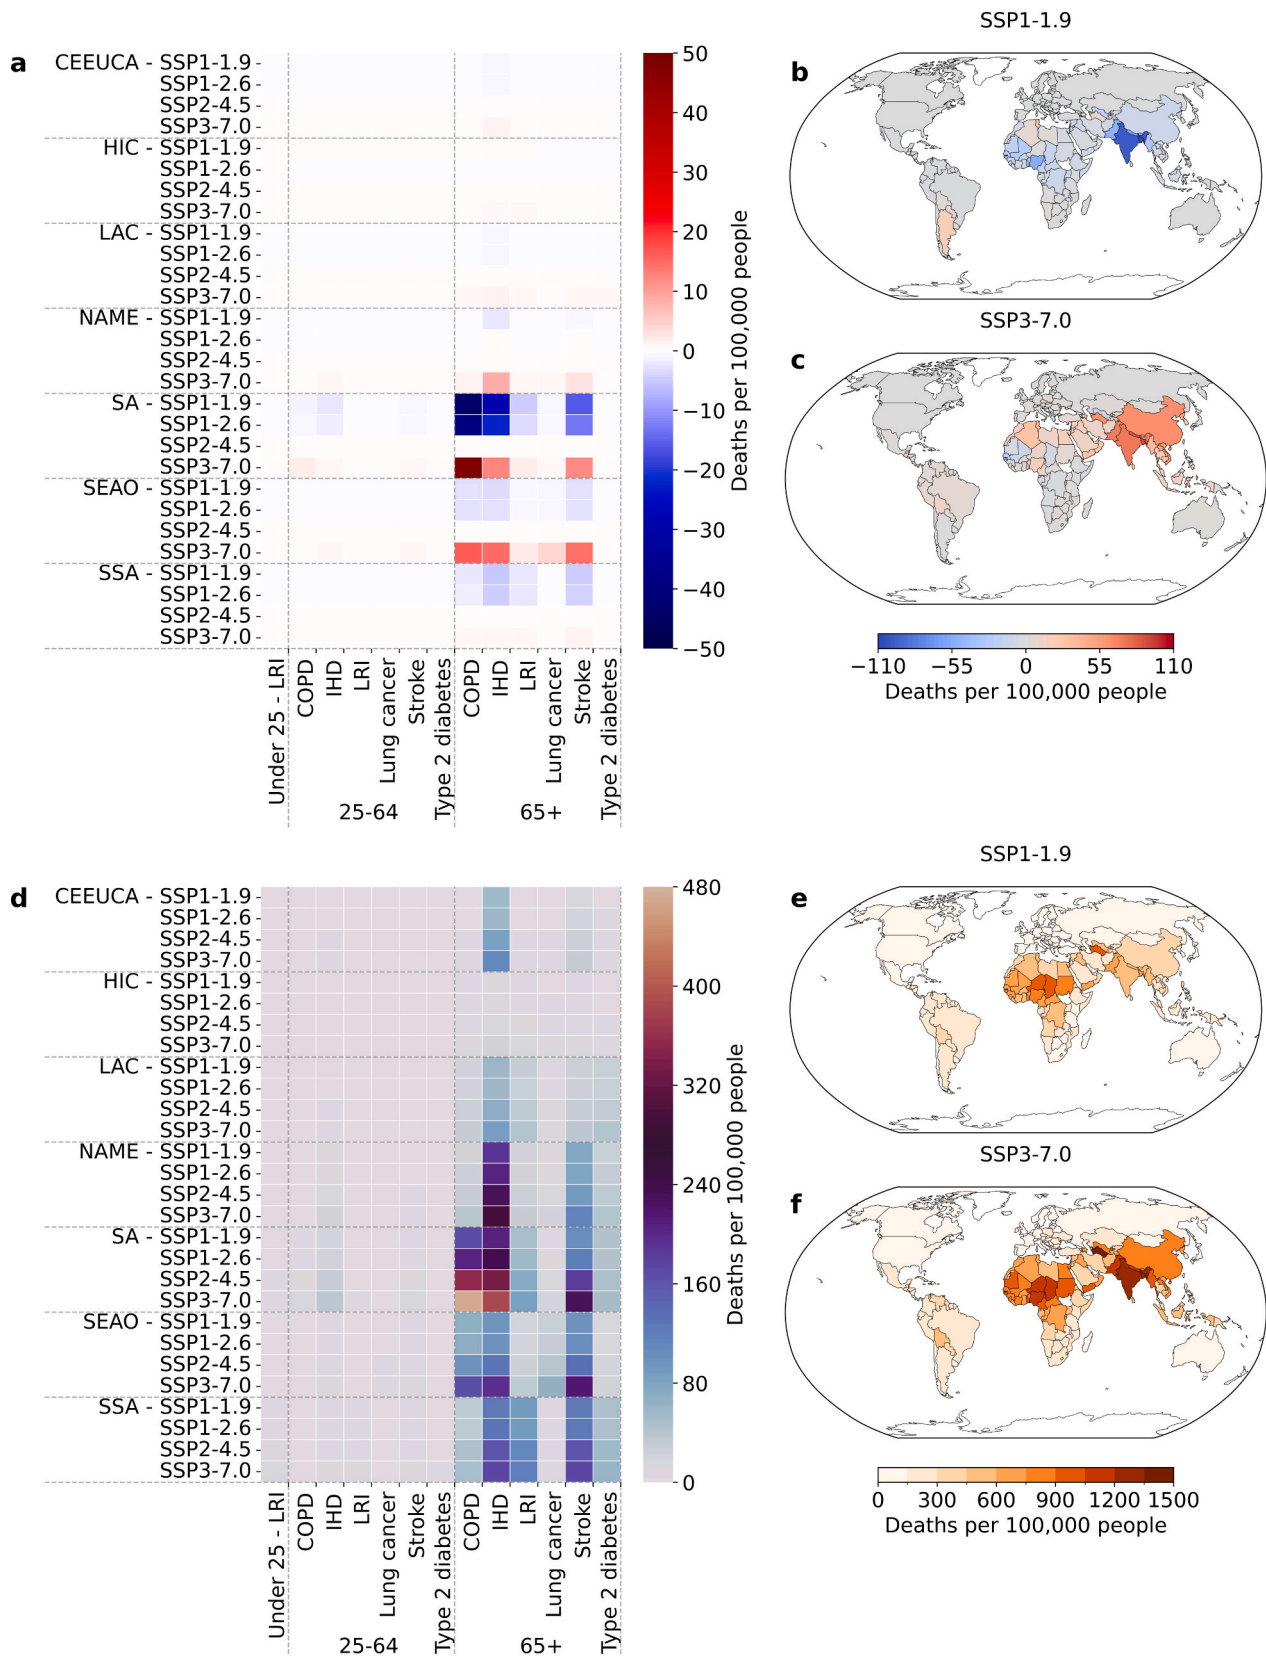 a
CEEUCA - SSP1-1.9
SSP1-2.6
SSP2-4.5
SSP3-7.0
HIC - SSP1-1.9
SSP1-2.6
SSP2-4.5
SSP3-7.0
LAC - SSP1-1.9
SSP1-2.6
SSP2-4.5
SSP3-7.0
NAME - SSP1-1.9
SSP1-2.6
SSP2-4.5
SSP3-7.0
SA - SSP1-1.9
SSP1-2.6
SSP2-4.5
SSP3-7.0
SEAO - SSP1-1.9
SSP1-2.6
SSP2-4.5
SSP3-7.0
SSA - SSP1-1.9
SSP1-2.6
SSP2-4.5
SSP3-7.0
Under 25 - LRI
COPD
IHD
LRI
Lung cancer
Stroke
Type 2 diabetes
COPD
IHD
LRI
Lung cancer
Stroke
Type 2 diabetes
25-64
65+
50
40
30
20
10
0
−10
−20
−30
−40
−50
Deaths per 100,000 people
SSP1-1.9
b
SSP3-7.0
c
−110 −55 0 55 110
Deaths per 100,000 people
d
CEEUCA - SSP1-1.9
SSP1-2.6
SSP2-4.5
SSP3-7.0
HIC - SSP1-1.9
SSP1-2.6
SSP2-4.5
SSP3-7.0
LAC - SSP1-1.9
SSP1-2.6
SSP2-4.5
SSP3-7.0
NAME - SSP1-1.9
SSP1-2.6
SSP2-4.5
SSP3-7.0
SA - SSP1-1.9
SSP1-2.6
SSP2-4.5
SSP3-7.0
SEAO - SSP1-1.9
SSP1-2.6
SSP2-4.5
SSP3-7.0
SSA - SSP1-1.9
SSP1-2.6
SSP2-4.5
SSP3-7.0
Under 25 - LRI
COPD
IHD
LRI
Lung cancer
Stroke
Type 2 diabetes
COPD
IHD
LRI
Lung cancer
Stroke
Type 2 diabetes
25-64
65+
480
400
320
240
160
80
0
Deaths per 100,000 people
SSP1-1.9
e
SSP3-7.0
f
0 300 600 900 1200 1500
Deaths per 100,000 people